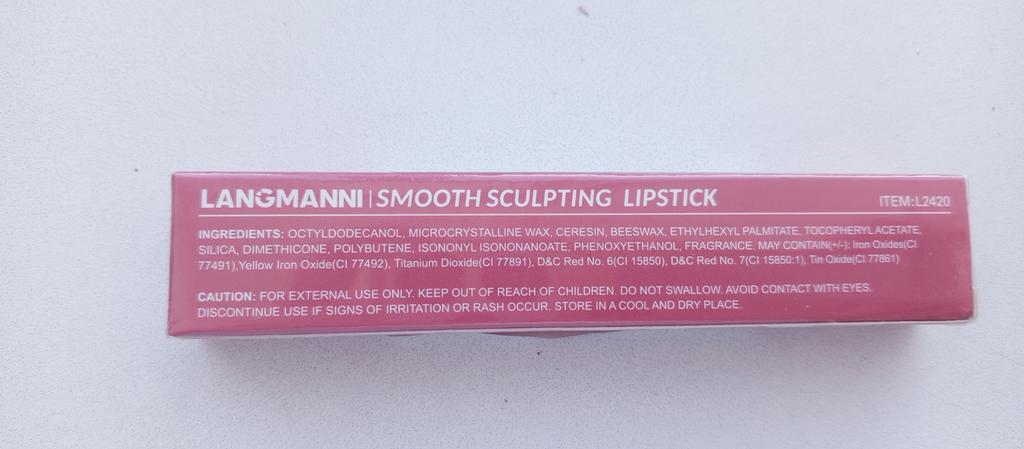 LANGMANNI | SMOOTH SCULPTING LIPSTICK ITEM:L2420
INGREDIENTS: OCTYLDODECANOL, MICROCRYSTALLINE WAX, CERESIN, BEESWAX, ETHYLHEXYL PALMITATE, TOCOPHERYL ACETATE,
SILICA, DIMETHICONE, POLYBUTENE, ISONONYL ISONONANOATE, PHENOXYETHANOL, FRAGRANCE. MAY CONTAIN(+/-): Iron Oxides(CI
77491),Yellow Iron Oxide(CI 77492), Titanium Dioxide(CI 77891), D&C Red No. 6(CI 15850), D&C Red No. 7(CI 15850:1), Tin Oxide(CI 77861)
CAUTION: FOR EXTERNAL USE ONLY. KEEP OUT OF REACH OF CHILDREN. DO NOT SWALLOW. AVOID CONTACT WITH EYES.
DISCONTINUE USE IF SIGNS OF IRRITATION OR RASH OCCUR. STORE IN A COOL AND DRY PLACE.